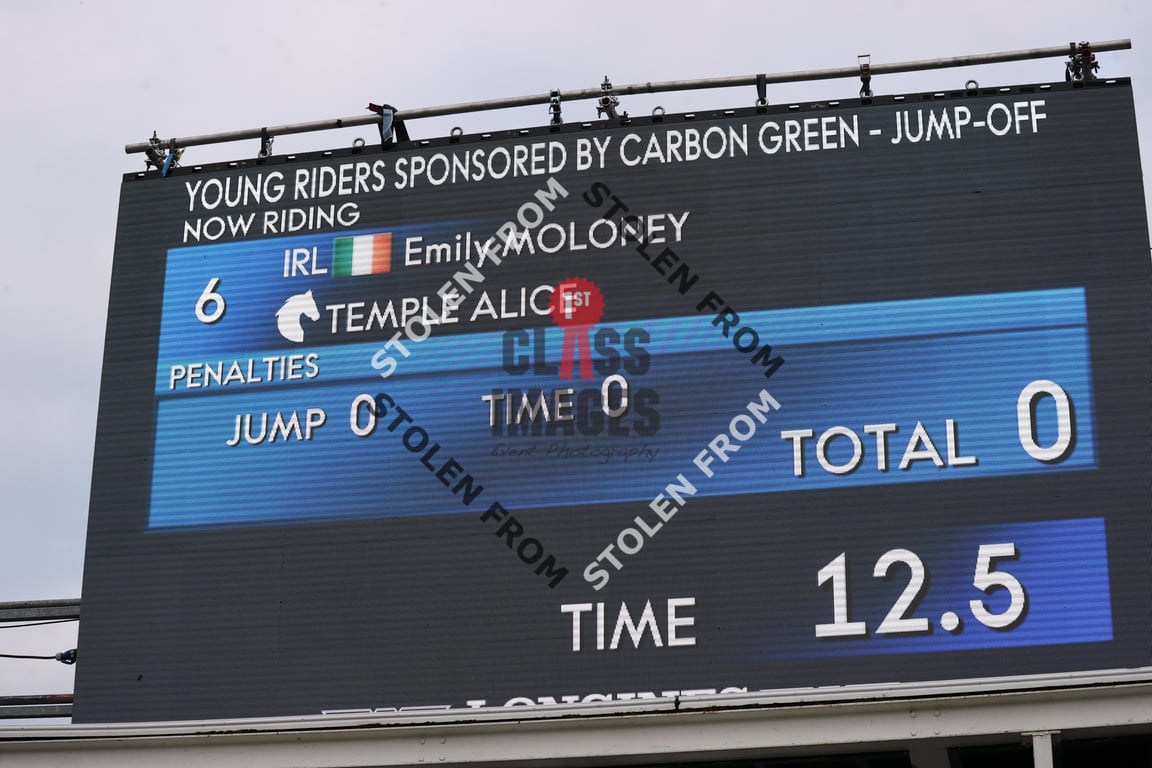 YOUNG RIDERS SPONSORED BY CARBON GREEN - JUMP-OFF
NOW RIDING
IRL Emily MOLONEY
6
TEMPLE ALICE
PENALTIES
JUMP 0 TIME 0 TOTAL 0
TIME 12.5
LONGINES
STOLEN FROM
STOLEN FROM
STOLEN FROM
STOLEN FROM
1ST
CLASS
IMAGES
Event Photography